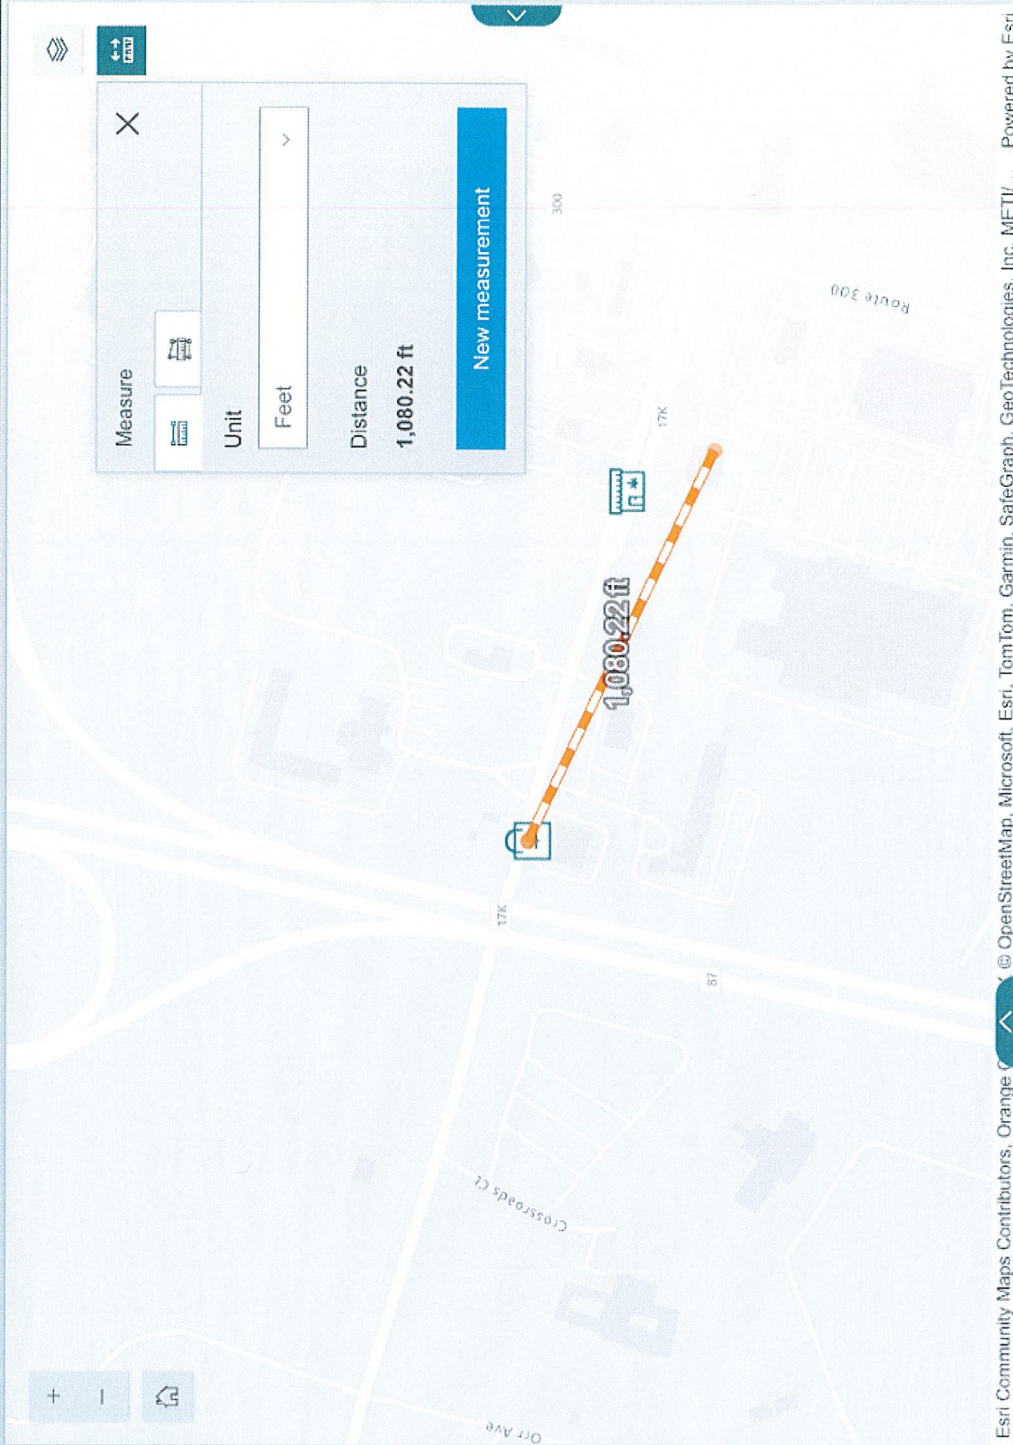 +
−
Measure
Unit
Feet
Distance
1,080.22 ft
New measurement
300
17K
1,080.22 ft
17K
Route 300
87
Crossroads Ct
Orr Ave
Esri Community Maps Contributors, Orange
© OpenStreetMap, Microsoft, Esri, TomTom, Garmin, SafeGraph, GeoTechnologies, Inc, METI/... Powered by Esri